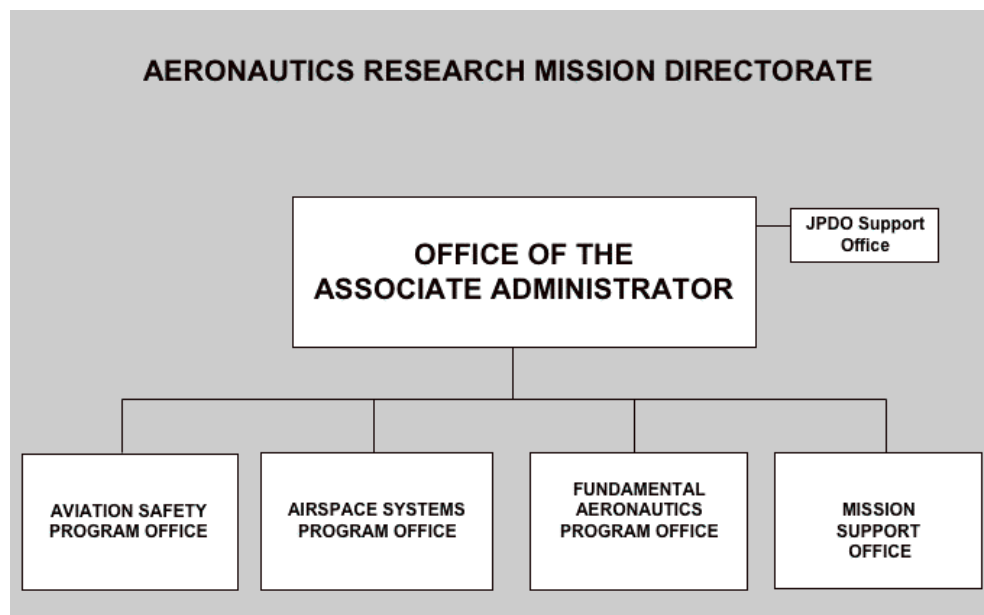 AERONAUTICS RESEARCH MISSION DIRECTORATE
OFFICE OF THE
ASSOCIATE ADMINISTRATOR
JPDO Support
Office
AVIATION SAFETY
PROGRAM OFFICE
AIRSPACE SYSTEMS
PROGRAM OFFICE
FUNDAMENTAL
AERONAUTICS
PROGRAM OFFICE
MISSION
SUPPORT
OFFICE